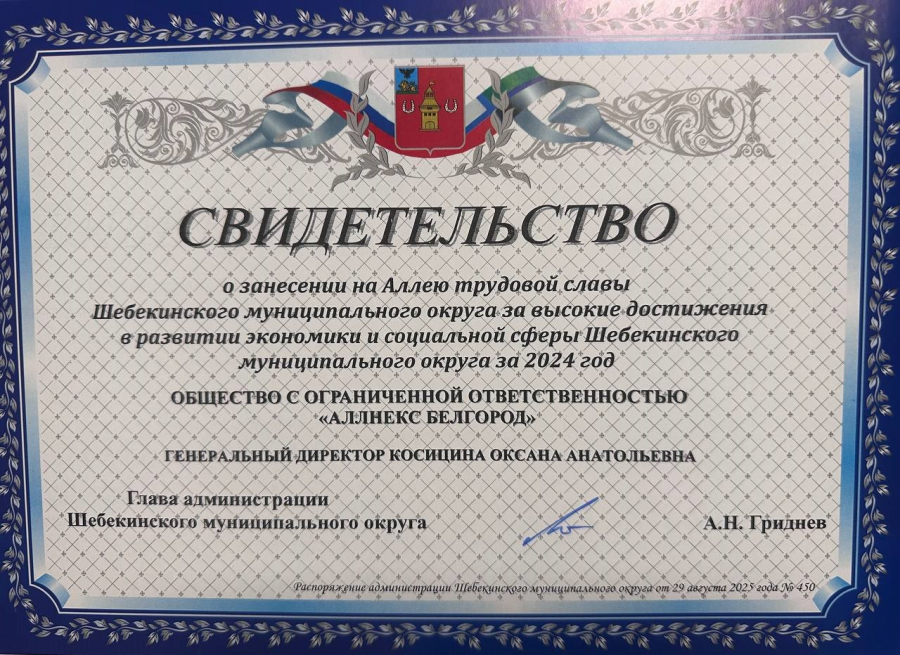 СВИДЕТЕЛЬСТВО
о занесении на Аллею трудовой славы
Шебекинского муниципального округа за высокие достижения
в развитии экономики и социальной сферы Шебекинского
муниципального округа за 2024 год
ОБЩЕСТВО С ОГРАНИЧЕННОЙ ОТВЕТСТВЕННОСТЬЮ
«АЛЛНЕКС БЕЛГОРОД»
ГЕНЕРАЛЬНЫЙ ДИРЕКТОР КОСИЦИНА ОКСАНА АНАТОЛЬЕВНА
Глава администрации
Шебекинского муниципального округа
А.Н. Гриднев
Распоряжение администрации Шебекинского муниципального округа от 29 августа 2025 года № 450